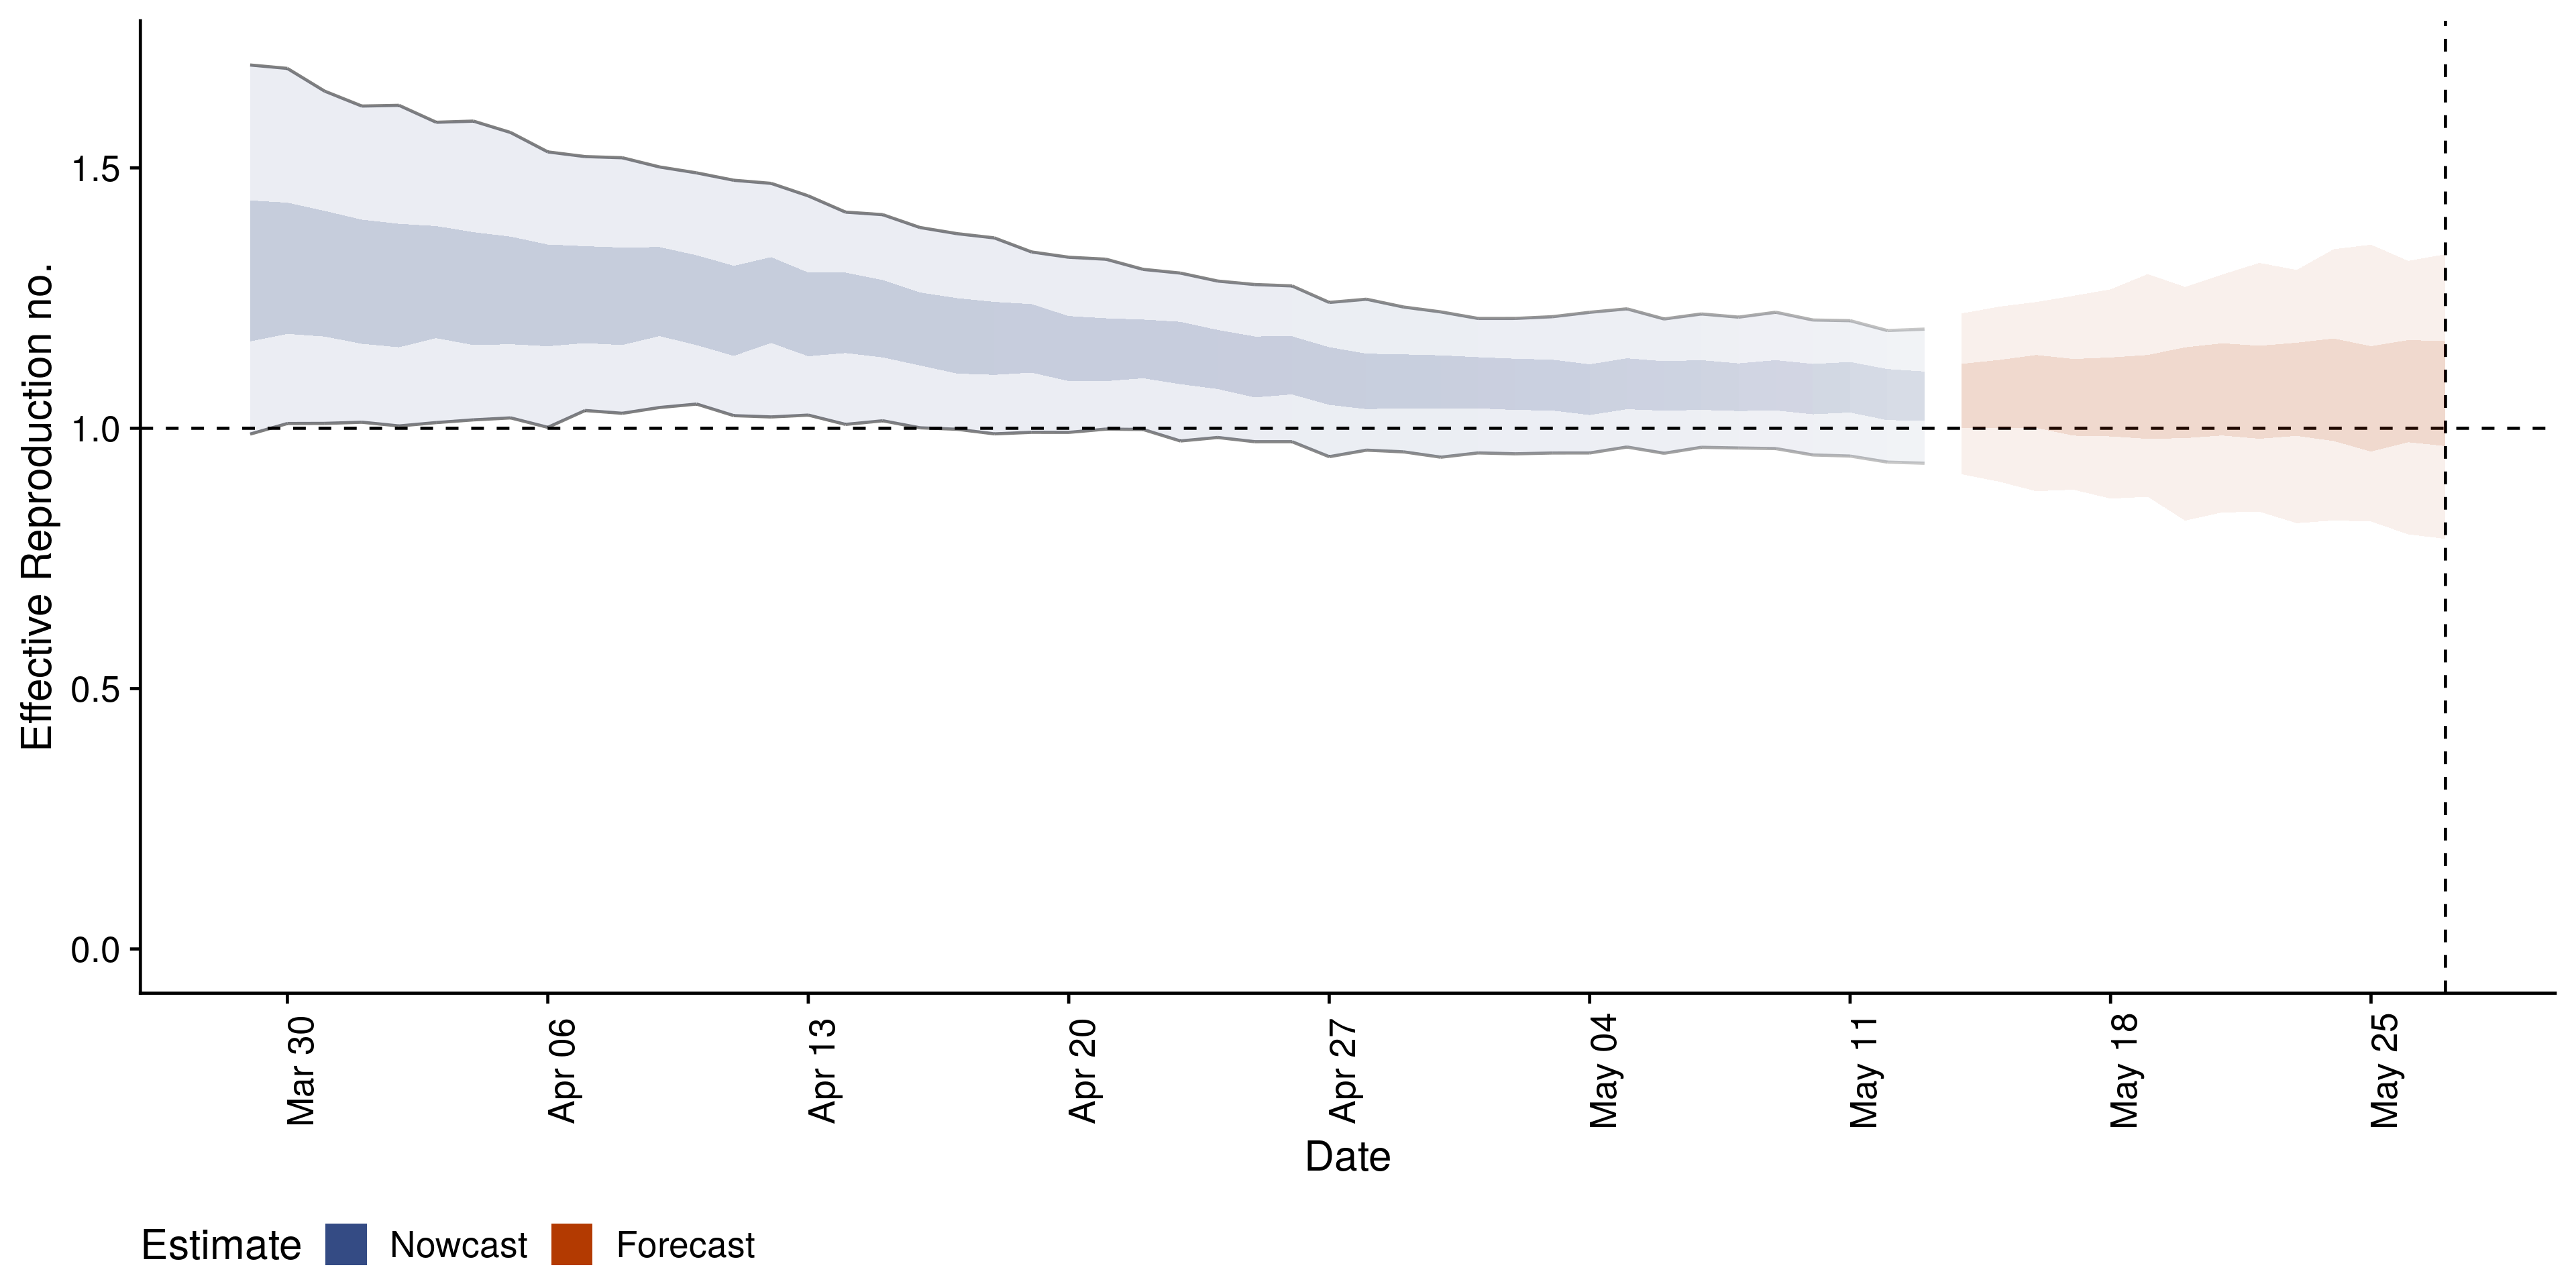 Effective Reproduction no.
1.5
1.0
0.5
0.0
Mar 30
Apr 06
Apr 13
Apr 20
Apr 27
May 04
May 11
May 18
May 25
Date
Estimate Nowcast Forecast